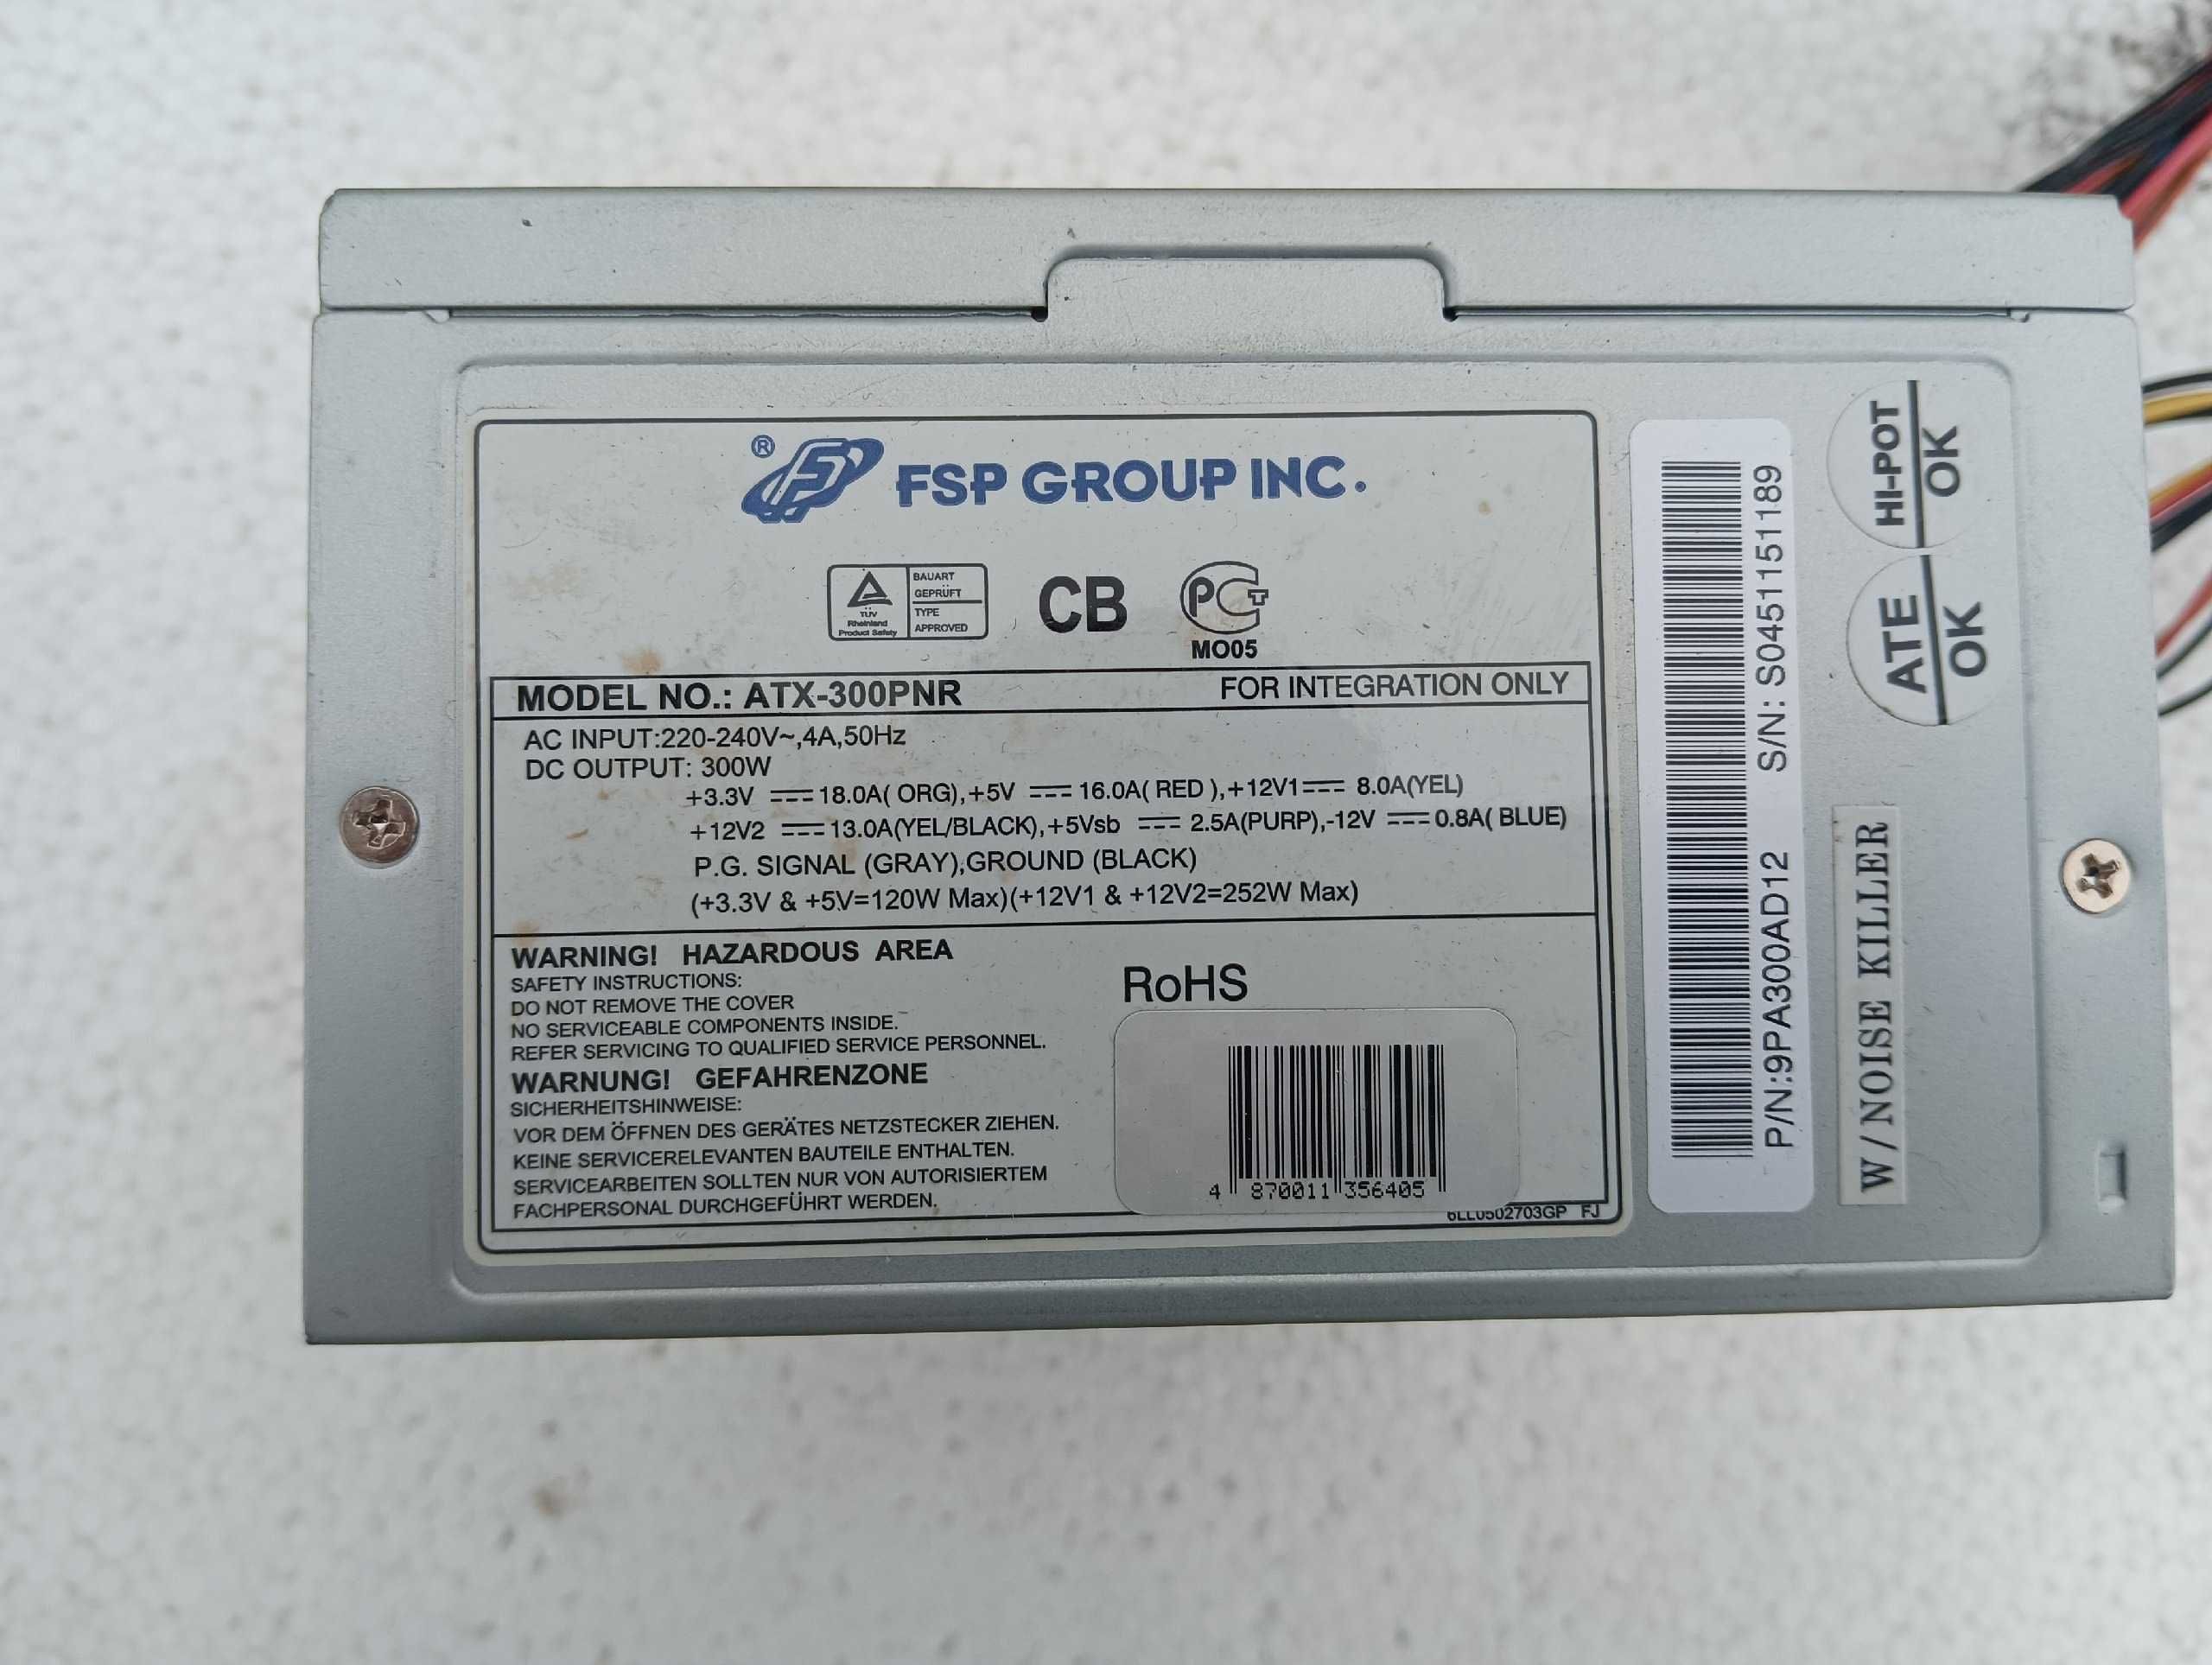 ® FSP GROUP INC.
TÜV
Rheinland
Product Safety
BAUART
GEPRÜFT
TYPE
APPROVED
CB
PCT
MO05
MODEL NO.: ATX-300PNR FOR INTEGRATION ONLY
AC INPUT:220-240V~,4A,50Hz
DC OUTPUT: 300W
+3.3V ⎓ 18.0A( ORG),+5V ⎓ 16.0A( RED ),+12V1⎓ 8.0A(YEL)
+12V2 ⎓13.0A(YEL/BLACK),+5Vsb ⎓ 2.5A(PURP),-12V ⎓0.8A( BLUE)
P.G. SIGNAL (GRAY),GROUND (BLACK)
(+3.3V & +5V=120W Max)(+12V1 & +12V2=252W Max)
WARNING! HAZARDOUS AREA
SAFETY INSTRUCTIONS:
DO NOT REMOVE THE COVER
NO SERVICEABLE COMPONENTS INSIDE.
REFER SERVICING TO QUALIFIED SERVICE PERSONNEL.
WARNUNG! GEFAHRENZONE
SICHERHEITSHINWEISE:
VOR DEM ÖFFNEN DES GERÄTES NETZSTECKER ZIEHEN.
KEINE SERVICERELEVANTEN BAUTEILE ENTHALTEN.
SERVICEARBEITEN SOLLTEN NUR VON AUTORISIERTEM
FACHPERSONAL DURCHGEFÜHRT WERDEN.
RoHS
4 870011 356405
6LL0502703GP FJ
P/N:9PA300AD12 S/N: S0451151189
HI-POT
OK
ATE
OK
W/NOISE KILLER